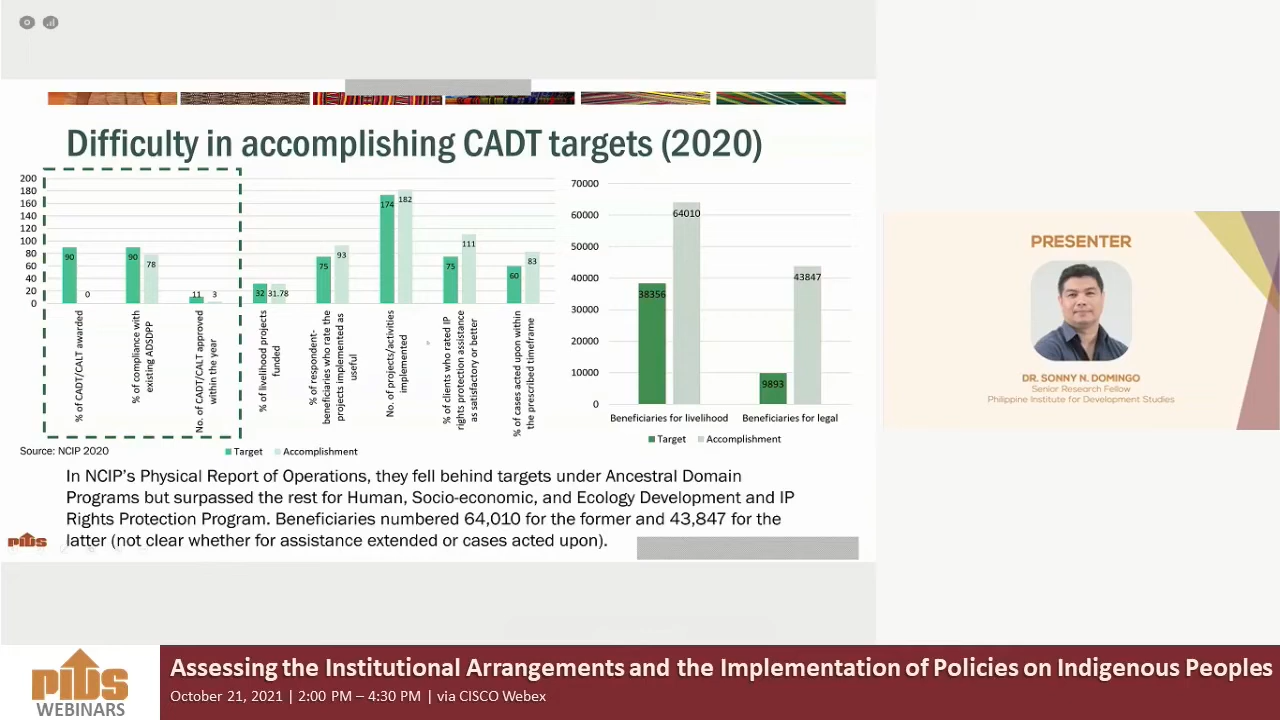 Difficulty in accomplishing CADT targets (2020)
200
180
160
140
120
100
80
60
40
20
0
90
0
90
78
11
3
32
31.78
75
93
174
182
75
111
60
83
% of CADT/CALT awarded
% of compliance with
existing ADSDPP
No. of CADT/CALT approved
within the year
% of livelihood projects
funded
% of respondent-
beneficiaries who rate the
projects implemented as
useful
No. of projects/activities
implemented
% of clients who rated IP
rights protection assistance
as satisfactory or better
% of cases acted upon within
the prescribed timeframe
Source: NCIP 2020
Target
Accomplishment
70000
60000
50000
40000
30000
20000
10000
0
38356
64010
9893
43847
Beneficiaries for livelihood
Beneficiaries for legal
Target
Accomplishment
In NCIP's Physical Report of Operations, they fell behind targets under Ancestral Domain
Programs but surpassed the rest for Human, Socio-economic, and Ecology Development and IP
Rights Protection Program. Beneficiaries numbered 64,010 for the former and 43,847 for the
latter (not clear whether for assistance extended or cases acted upon).
pids
PRESENTER
DR. SONNY N. DOMINGO
Senior Research Fellow
Philippine Institute for Development Studies
pids
WEBINARS
Assessing the Institutional Arrangements and the Implementation of Policies on Indigenous Peoples
October 21, 2021 | 2:00 PM – 4:30 PM | via CISCO Webex